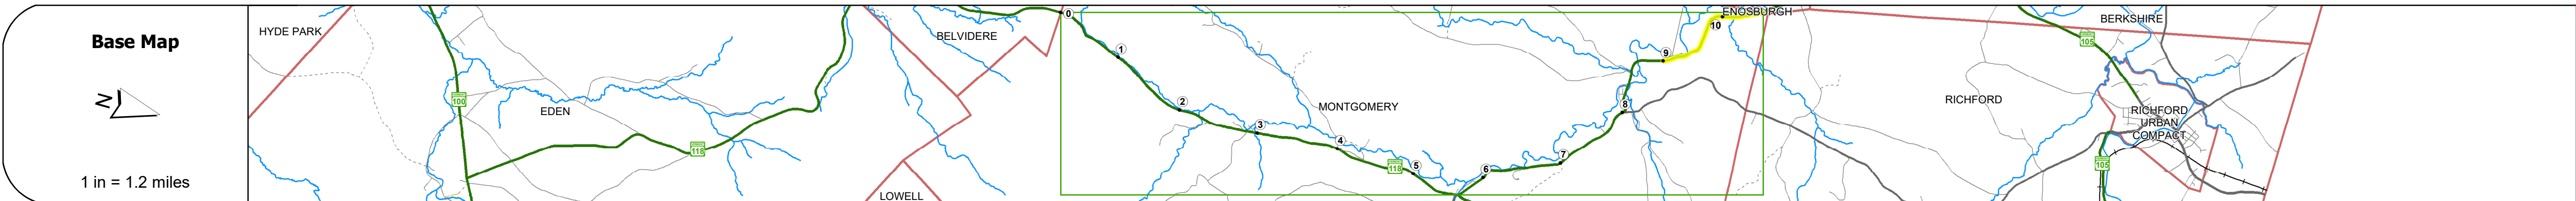 Base Map
N
1 in = 1.2 miles
HYDE PARK
100
EDEN
118
BELVIDERE
LOWELL
0
1
2
3
4
MONTGOMERY
118
5
6
7
8
9
10
ENOSBURGH
RICHFORD
105
BERKSHIRE
RICHFORD
URBAN
COMPACT
105